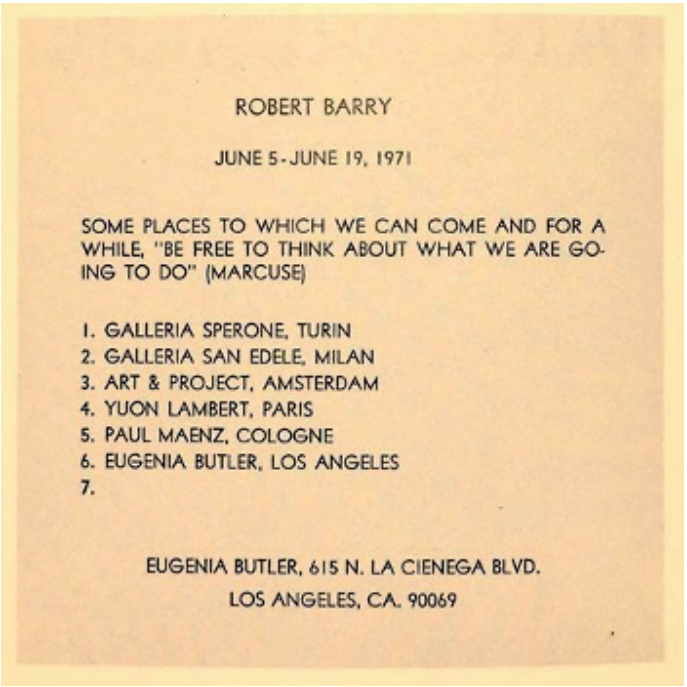 ROBERT BARRY
JUNE 5-JUNE 19, 1971
SOME PLACES TO WHICH WE CAN COME AND FOR A
WHILE, "BE FREE TO THINK ABOUT WHAT WE ARE GO-
ING TO DO" (MARCUSE)
1. GALLERIA SPERONE, TURIN
2. GALLERIA SAN EDELE, MILAN
3. ART & PROJECT, AMSTERDAM
4. YUON LAMBERT, PARIS
5. PAUL MAENZ, COLOGNE
6. EUGENIA BUTLER, LOS ANGELES
7.
EUGENIA BUTLER, 615 N. LA CIENEGA BLVD.
LOS ANGELES, CA. 90069